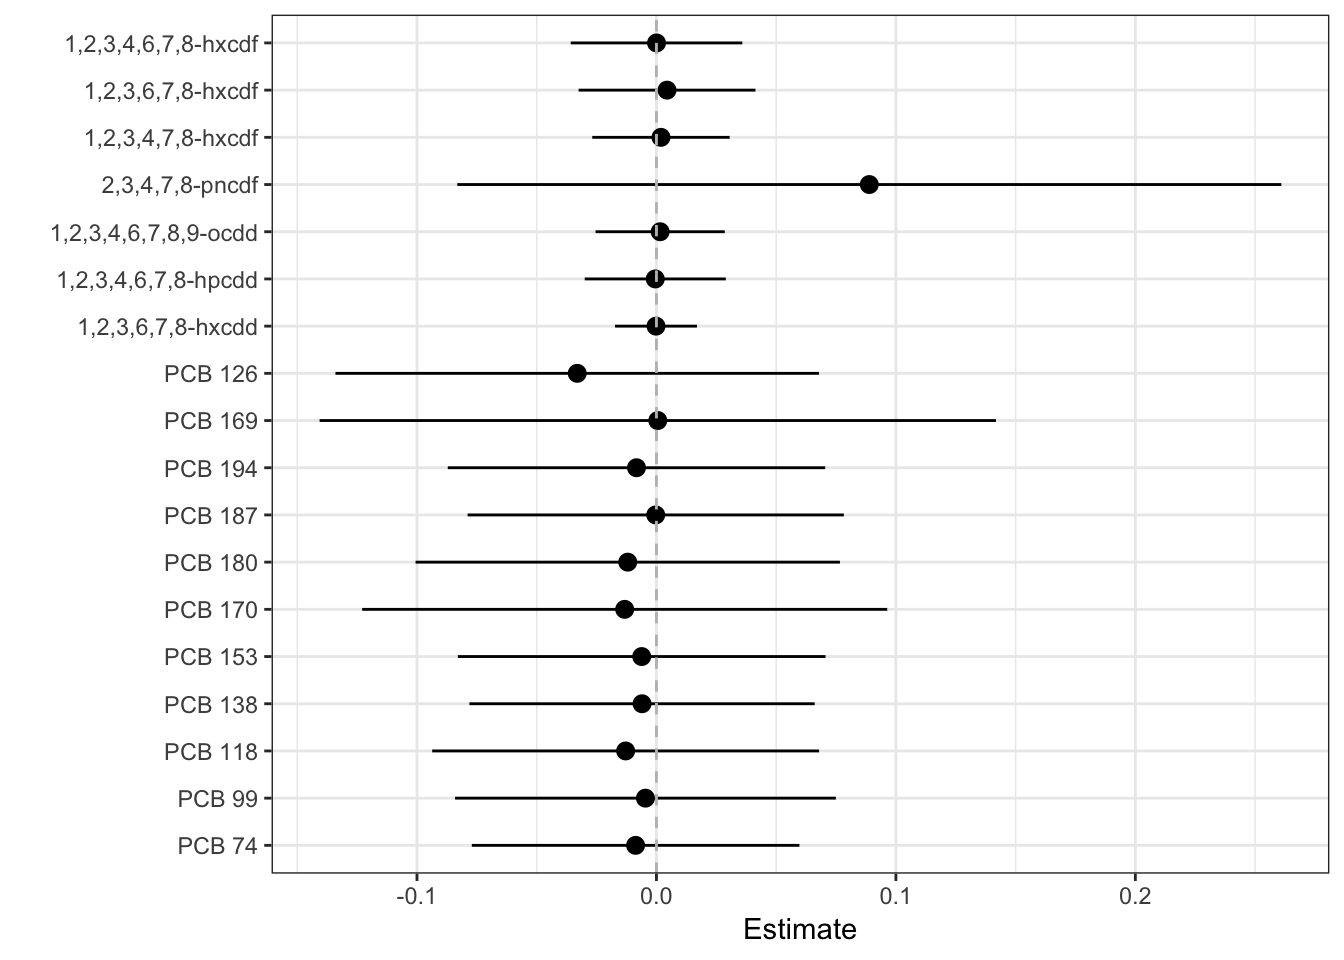 1,2,3,4,6,7,8-hxcdf
1,2,3,6,7,8-hxcdf
1,2,3,4,7,8-hxcdf
2,3,4,7,8-pncdf
1,2,3,4,6,7,8,9-ocdd
1,2,3,4,6,7,8-hpcdd
1,2,3,6,7,8-hxcdd
PCB 126
PCB 169
PCB 194
PCB 187
PCB 180
PCB 170
PCB 153
PCB 138
PCB 118
PCB 99
PCB 74
-0.1 0.0 0.1 0.2
Estimate